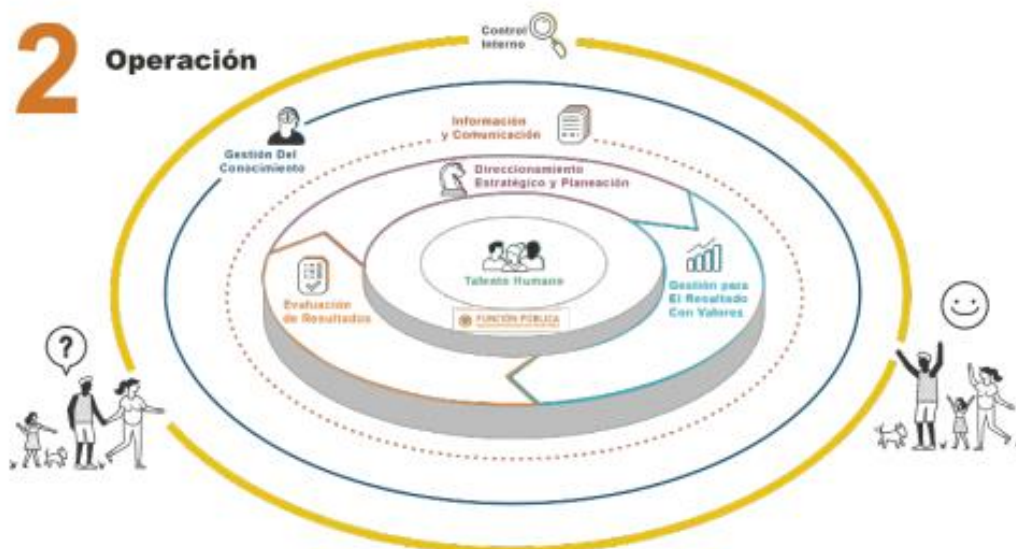 2
Operación
Control
Interno
Información
y Comunicación
Gestión Del
Conocimiento
Direccionamiento
Estratégico y Planeación
Talento Humano
Gestión para
El Resultado
Con Valores
Evaluación
de Resultados
FUNCIÓN PÚBLICA
?